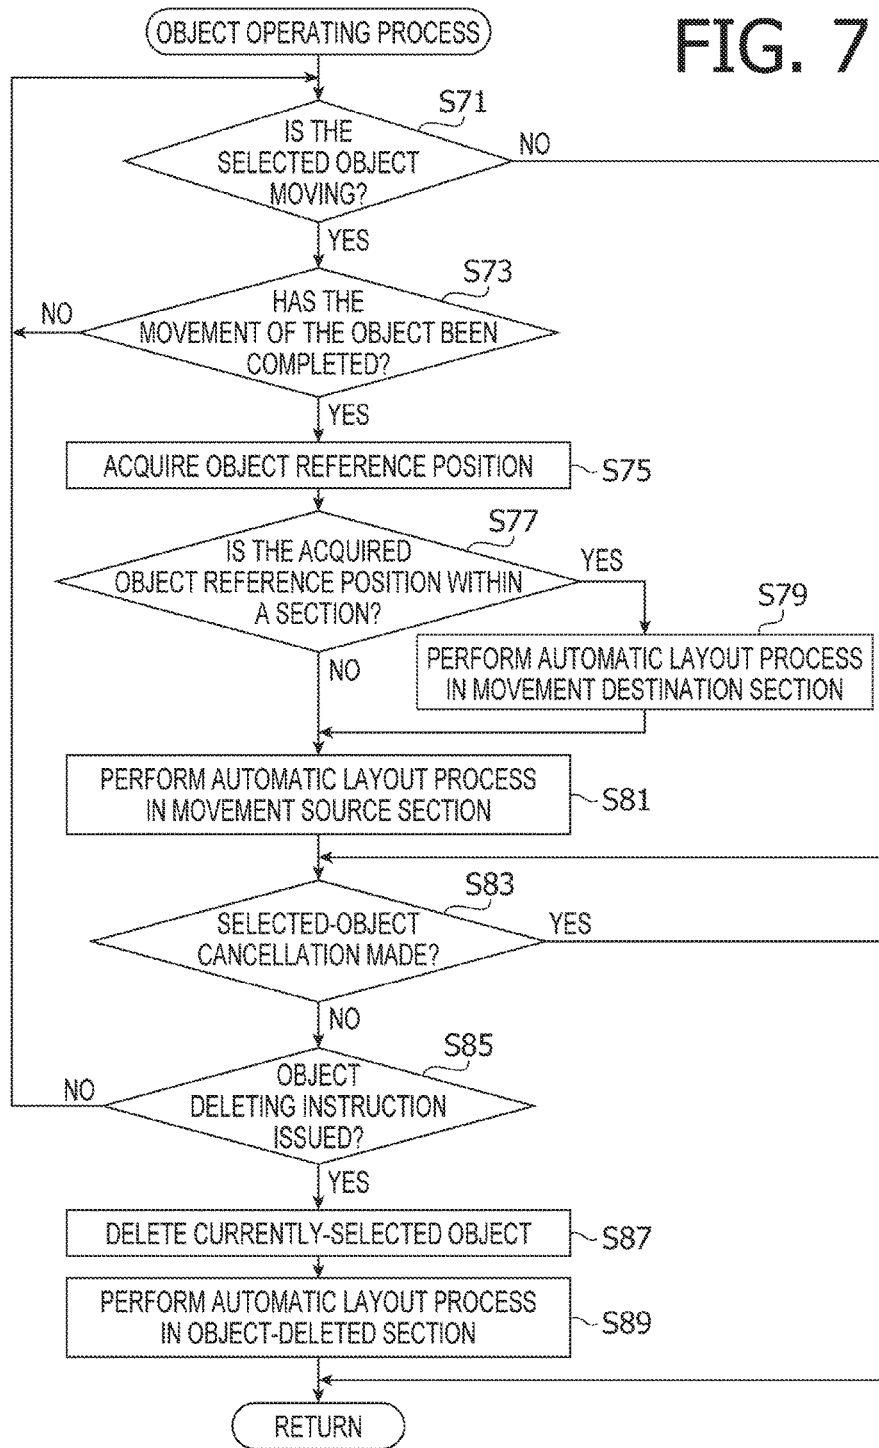 OBJECT OPERATING PROCESS
FIG. 7
S71
IS THE
SELECTED OBJECT
MOVING?
NO
YES
S73
HAS THE
MOVEMENT OF THE OBJECT BEEN
COMPLETED?
NO
YES
ACQUIRE OBJECT REFERENCE POSITION
S75
S77
IS THE ACQUIRED
OBJECT REFERENCE POSITION WITHIN
A SECTION?
YES
NO
S79
PERFORM AUTOMATIC LAYOUT PROCESS
IN MOVEMENT DESTINATION SECTION
PERFORM AUTOMATIC LAYOUT PROCESS
IN MOVEMENT SOURCE SECTION
S81
S83
SELECTED-OBJECT
CANCELLATION MADE?
YES
NO
S85
OBJECT
DELETING INSTRUCTION
ISSUED?
NO
YES
DELETE CURRENTLY-SELECTED OBJECT
S87
PERFORM AUTOMATIC LAYOUT PROCESS
IN OBJECT-DELETED SECTION
S89
RETURN